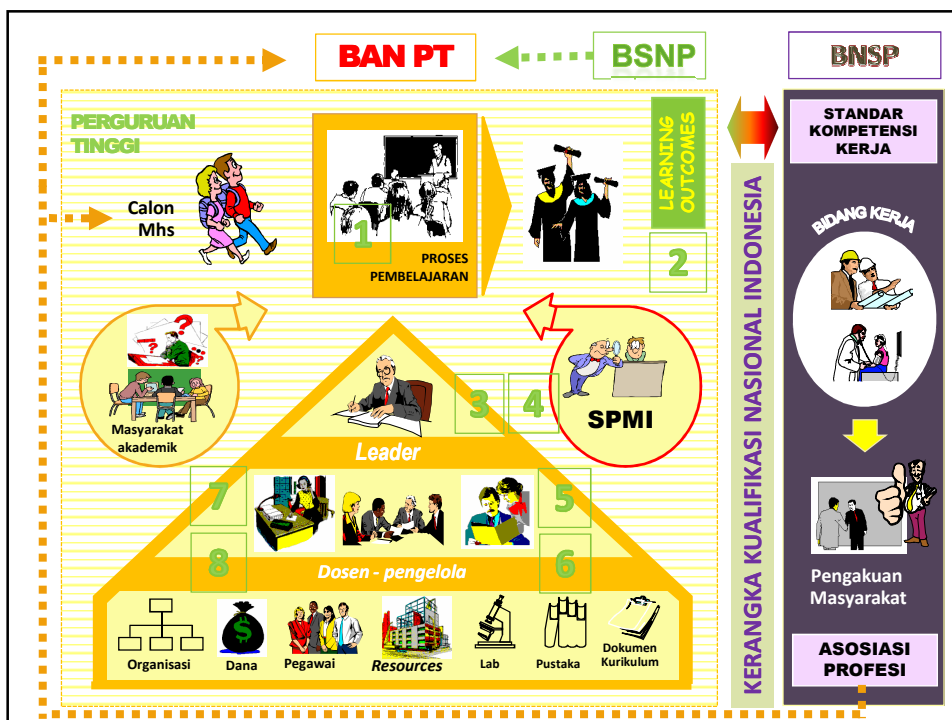 BAN PT
BSNP
BNSP
PERGURUAN
TINGGI
Calon
Mhs
1
PROSES
PEMBELAJARAN
LEARNING
OUTCOMES
2
Masyarakat
akademik
SPMI
3
4
Leader
7
5
8
6
Dosen - pengelola
Organisasi
Dana
Pegawai
Resources
Lab
Pustaka
Dokumen
Kurikulum
KERANGKA KUALIFIKASI NASIONAL INDONESIA
STANDAR
KOMPETENSI
KERJA
BIDANG KERJA
Pengakuan
Masyarakat
ASOSIASI
PROFESI